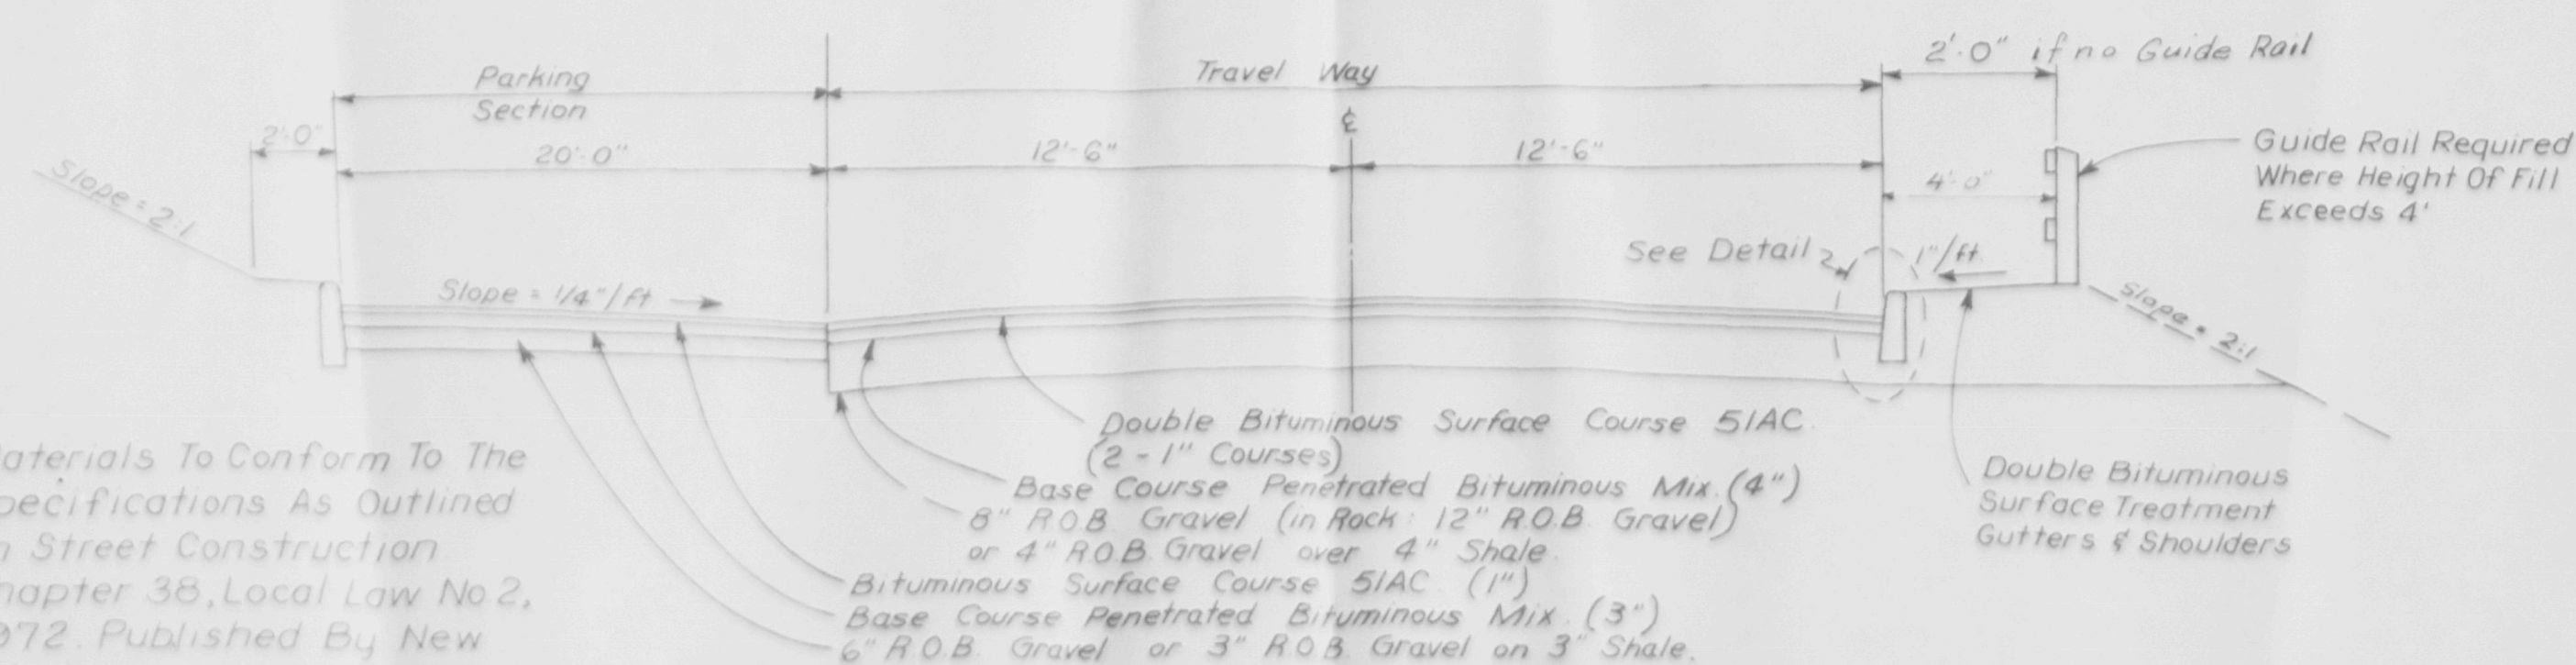 Parking
Section
Travel Way
2'-0" if no Guide Rail
2'-0"
20'-0"
12'-6"
℄
12'-6"
4'-0"
Guide Rail Required
Where Height Of Fill
Exceeds 4'
Slope = 2:1
Slope = 1/4"/ft
See Detail
1"/ft.
Slope = 2:1
Double Bituminous Surface Course 51AC.
(2 - 1" Courses)
Base Course Penetrated Bituminous Mix. (4")
8" R.O.B. Gravel (in Rock: 12" R.O.B. Gravel)
or 4" R.O.B. Gravel over 4" Shale.
Bituminous Surface Course 51AC (1")
Base Course Penetrated Bituminous Mix. (3")
6" R.O.B. Gravel or 3" R.O.B. Gravel on 3" Shale.
Double Bituminous
Surface Treatment
Gutters & Shoulders
aterials To Conform To The
pecifications As Outlined
n Street Construction
hapter 38, Local Law No 2,
972. Published By New